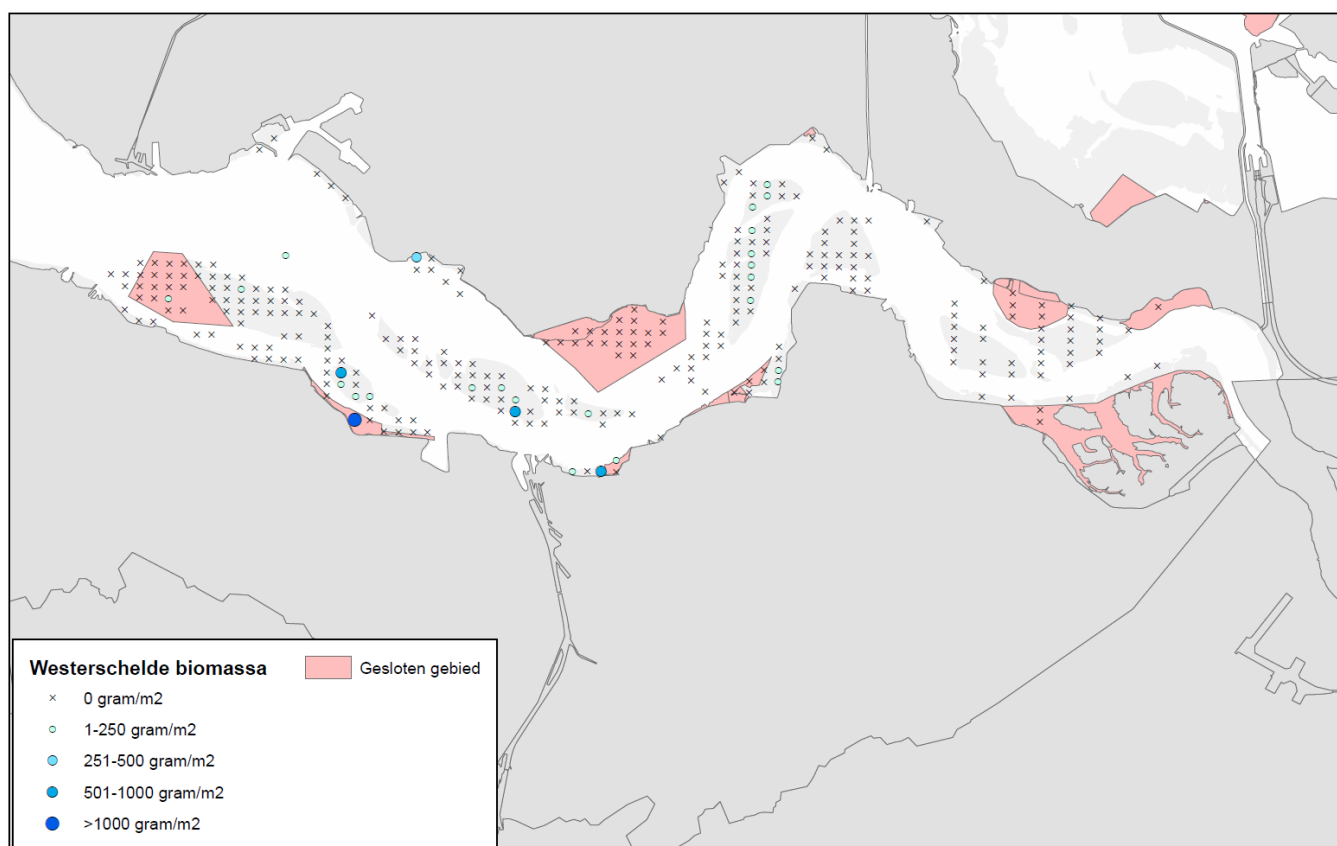 Westerschelde biomassa
Gesloten gebied
0 gram/m2
1-250 gram/m2
251-500 gram/m2
501-1000 gram/m2
>1000 gram/m2